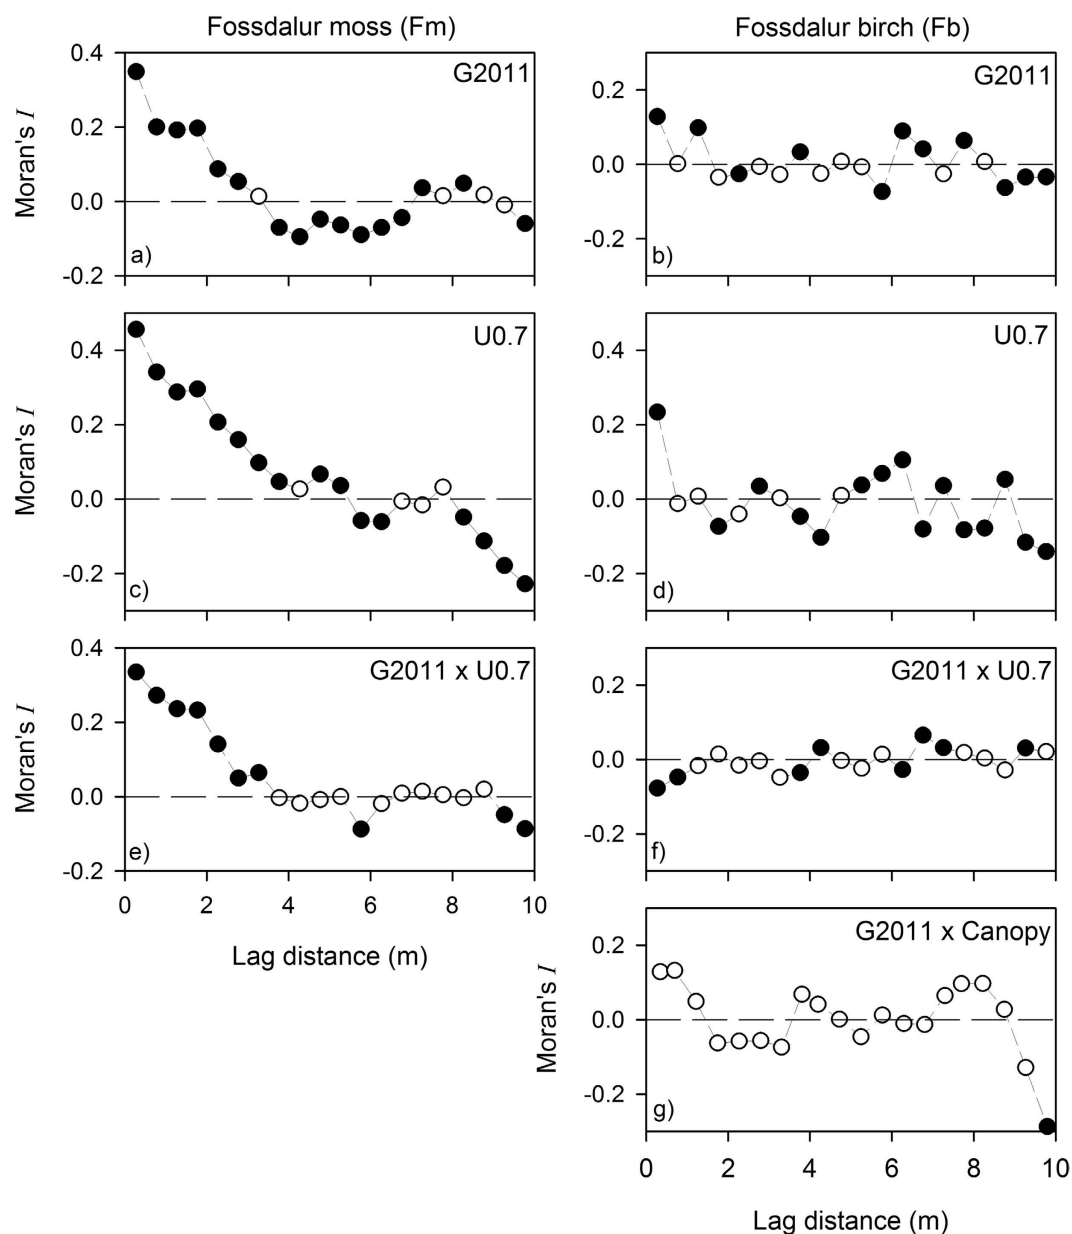 Fossdalur moss (Fm)
Fossdalur birch (Fb)
0.4
0.2
0.0
-0.2
Moran's I
G2011
a)
0.2
0.0
-0.2
G2011
b)
0.4
0.2
0.0
-0.2
Moran's I
U0.7
c)
0.4
0.2
0.0
-0.2
U0.7
d)
0.4
0.2
0.0
-0.2
Moran's I
G2011 x U0.7
e)
0 2 4 6 8 10
Lag distance (m)
0.2
0.0
-0.2
G2011 x U0.7
f)
0.2
0.0
-0.2
Moran's I
G2011 x Canopy
g)
0 2 4 6 8 10
Lag distance (m)